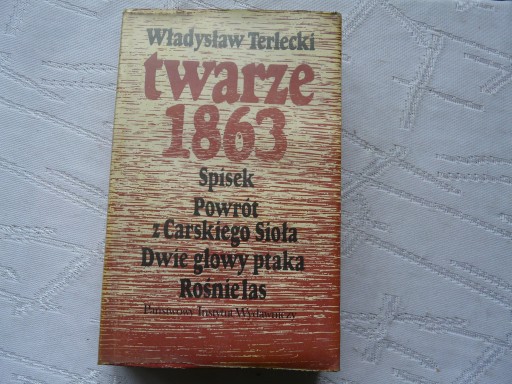 Władysław Terlecki
twarze
1863
Spisek
Powrót
z Carskiego Sioła
Dwie głowy ptaka
Rośnie las
Państwowy Instytut Wydawniczy